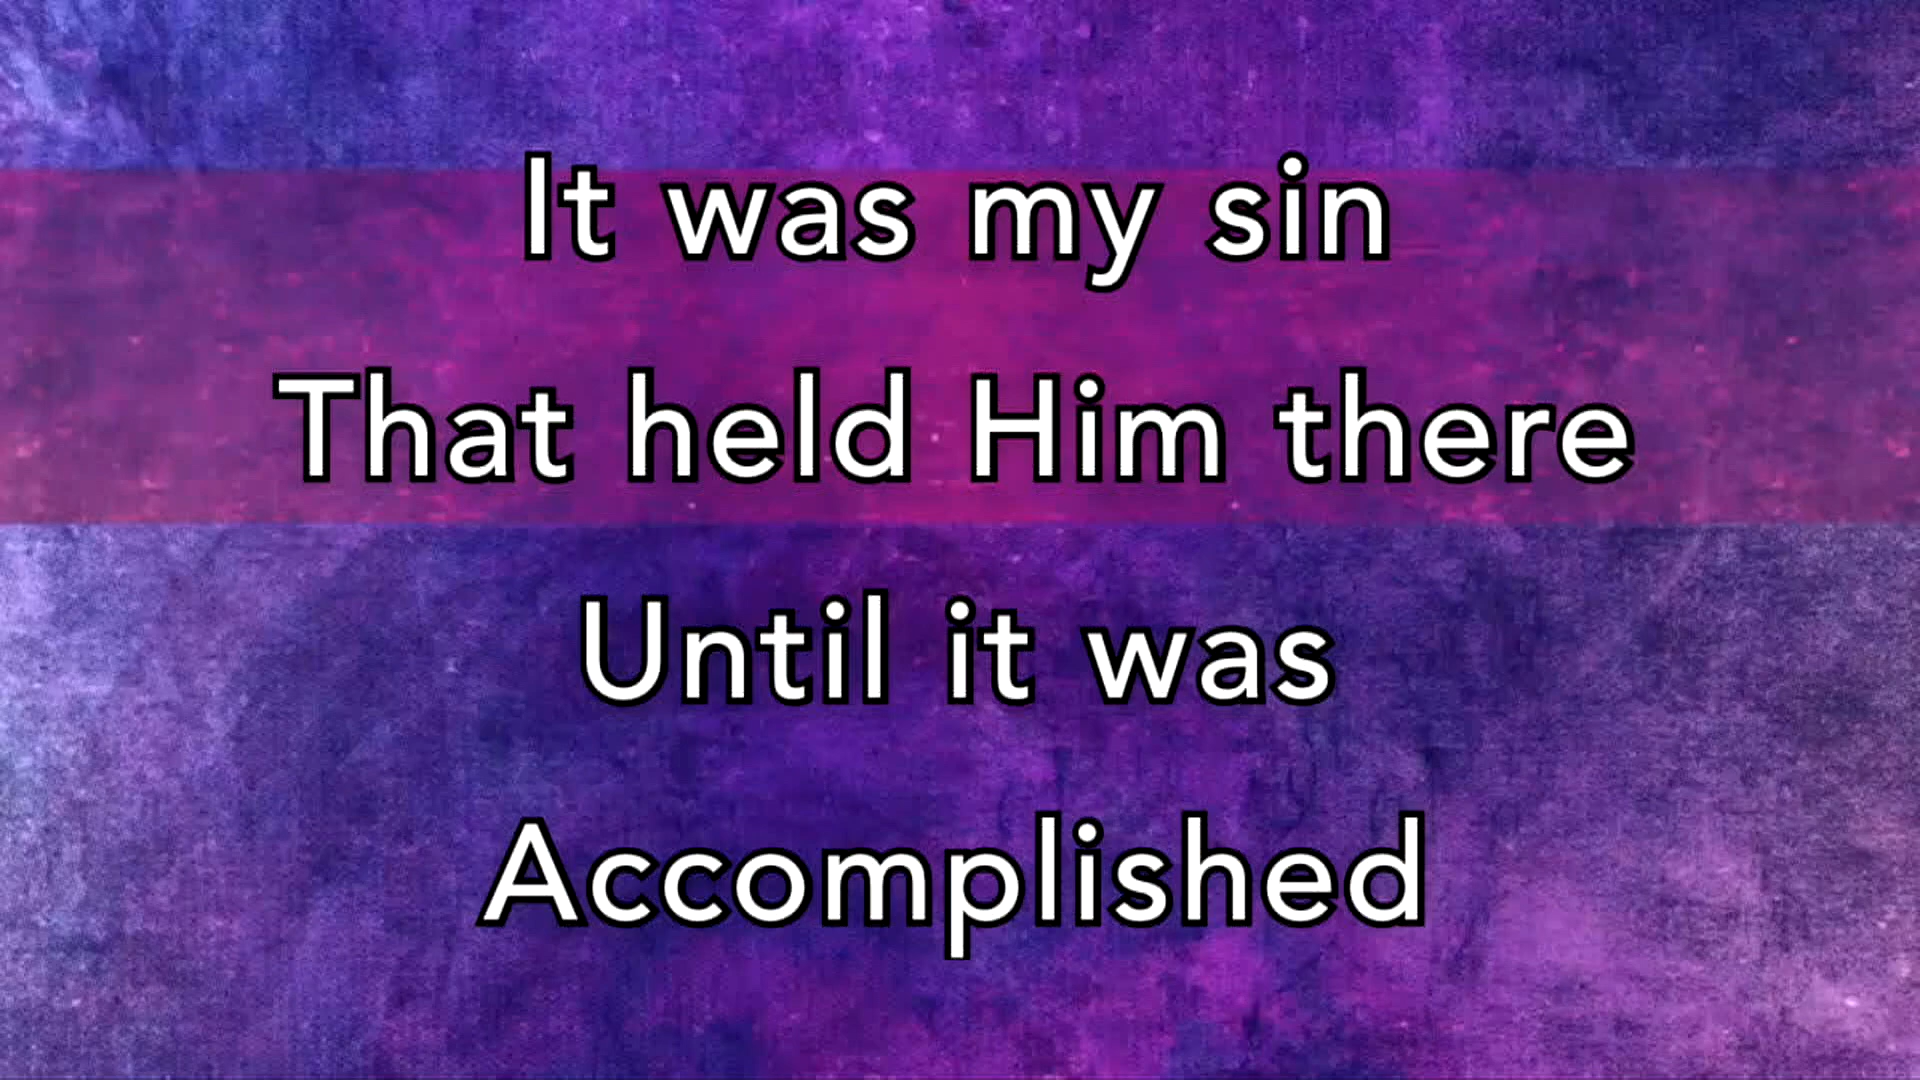 It was my sin
That held Him there
Until it was
Accomplished